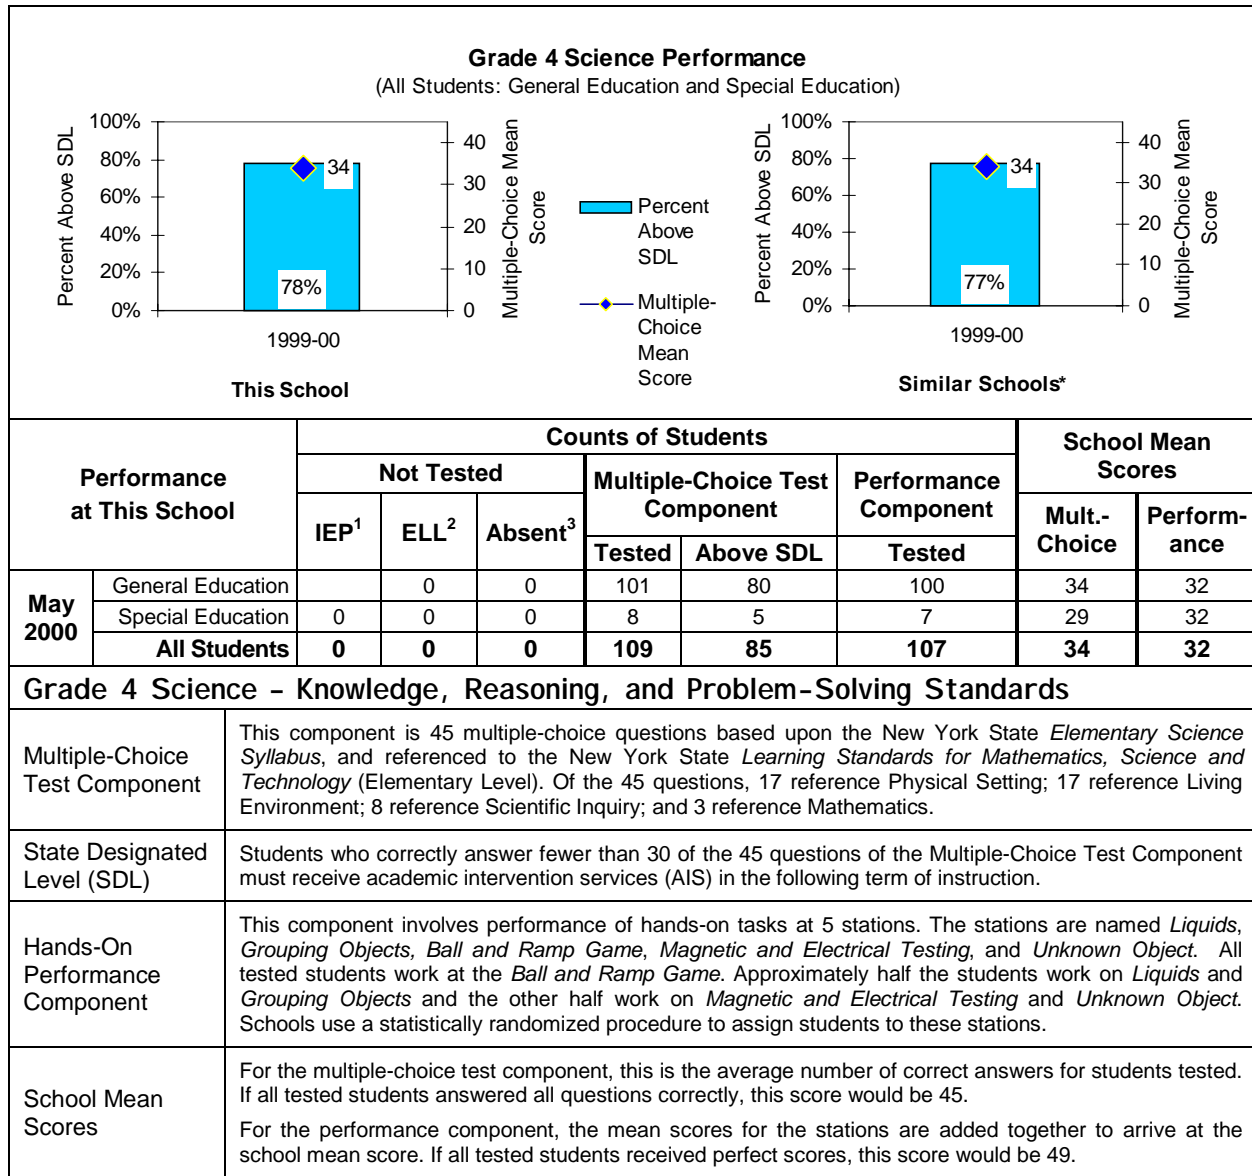 Grade 4 Science Performance
(All Students: General Education and Special Education)
Percent Above SDL
100%
80%
60%
40%
20%
0%
34
78%
40
30
20
10
0
Multiple-Choice Mean
Score
1999-00
This School
Percent
Above
SDL
Multiple-
Choice
Mean
Score
Percent Above SDL
100%
80%
60%
40%
20%
0%
34
77%
40
30
20
10
0
Multiple-Choice Mean
Score
1999-00
Similar Schools*
Performance
at This School
Counts of Students
School Mean
Scores
Not Tested
Multiple-Choice Test
Component
Performance
Component
IEP1 ELL2 Absent3
Mult.-
Choice
Perform-
ance
Tested Above SDL Tested
May
2000
General Education 0 0 101 80 100 34 32
Special Education 0 0 0 8 5 7 29 32
All Students 0 0 0 109 85 107 34 32
Grade 4 Science – Knowledge, Reasoning, and Problem-Solving Standards
Multiple-Choice
Test Component
This component is 45 multiple-choice questions based upon the New York State Elementary Science
Syllabus, and referenced to the New York State Learning Standards for Mathematics, Science and
Technology (Elementary Level). Of the 45 questions, 17 reference Physical Setting; 17 reference Living
Environment; 8 reference Scientific Inquiry; and 3 reference Mathematics.
State Designated
Level (SDL)
Students who correctly answer fewer than 30 of the 45 questions of the Multiple-Choice Test Component
must receive academic intervention services (AIS) in the following term of instruction.
Hands-On
Performance
Component
This component involves performance of hands-on tasks at 5 stations. The stations are named Liquids,
Grouping Objects, Ball and Ramp Game, Magnetic and Electrical Testing, and Unknown Object. All
tested students work at the Ball and Ramp Game. Approximately half the students work on Liquids and
Grouping Objects and the other half work on Magnetic and Electrical Testing and Unknown Object.
Schools use a statistically randomized procedure to assign students to these stations.
School Mean
Scores
For the multiple-choice test component, this is the average number of correct answers for students tested.
If all tested students answered all questions correctly, this score would be 45.
For the performance component, the mean scores for the stations are added together to arrive at the
school mean score. If all tested students received perfect scores, this score would be 49.